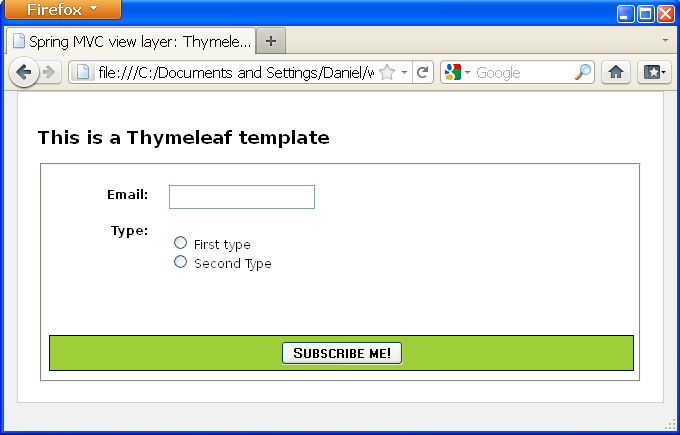 Firefox
Spring MVC view layer: Thymele...
file:///C:/Documents and Settings/Daniel/w
Google
This is a Thymeleaf template
Email:
Type:
First type
Second Type
SUBSCRIBE ME!